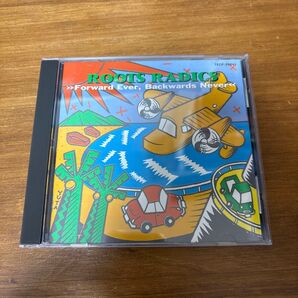 ROOTS RADICS
»Forward Ever, Backwards Never«